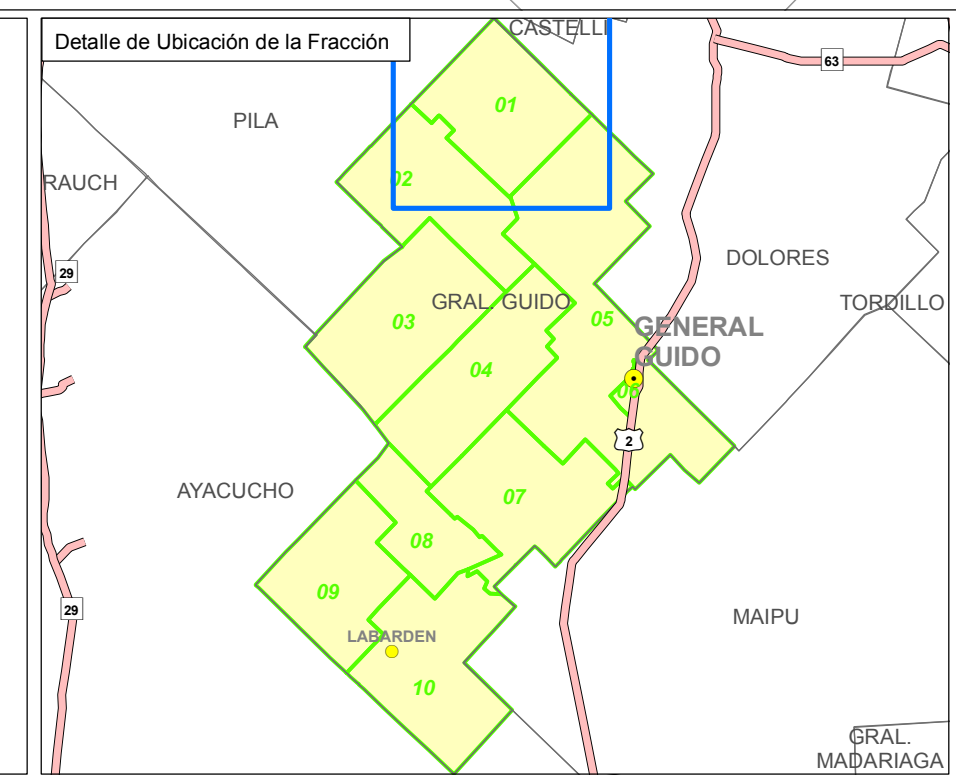 Detalle de Ubicación de la Fracción
CASTELLI
63
01
PILA
02
RAUCH
DOLORES
29
TORDILLO
GRAL. GUIDO
03
05
GENERAL
GUIDO
04
06
2
AYACUCHO
07
08
09
29
MAIPU
LABARDEN
10
GRAL.
MADARIAGA